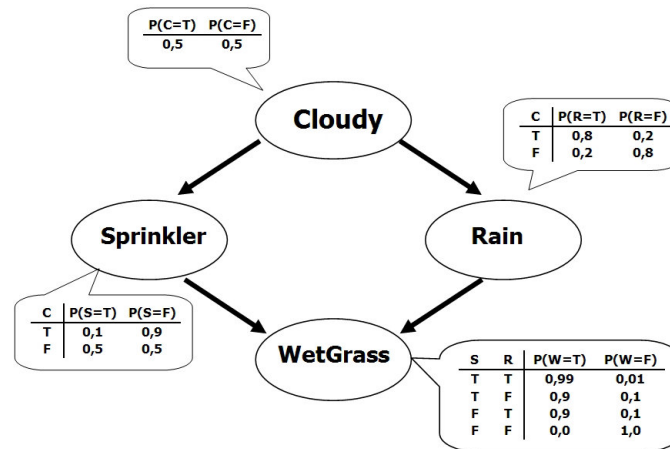 P(C=T) P(C=F)
0,5 0,5
Cloudy
C P(R=T) P(R=F)
T 0,8 0,2
F 0,2 0,8
Sprinkler
Rain
C P(S=T) P(S=F)
T 0,1 0,9
F 0,5 0,5
WetGrass
S R P(W=T) P(W=F)
T T 0,99 0,01
T F 0,9 0,1
F T 0,9 0,1
F F 0,0 1,0